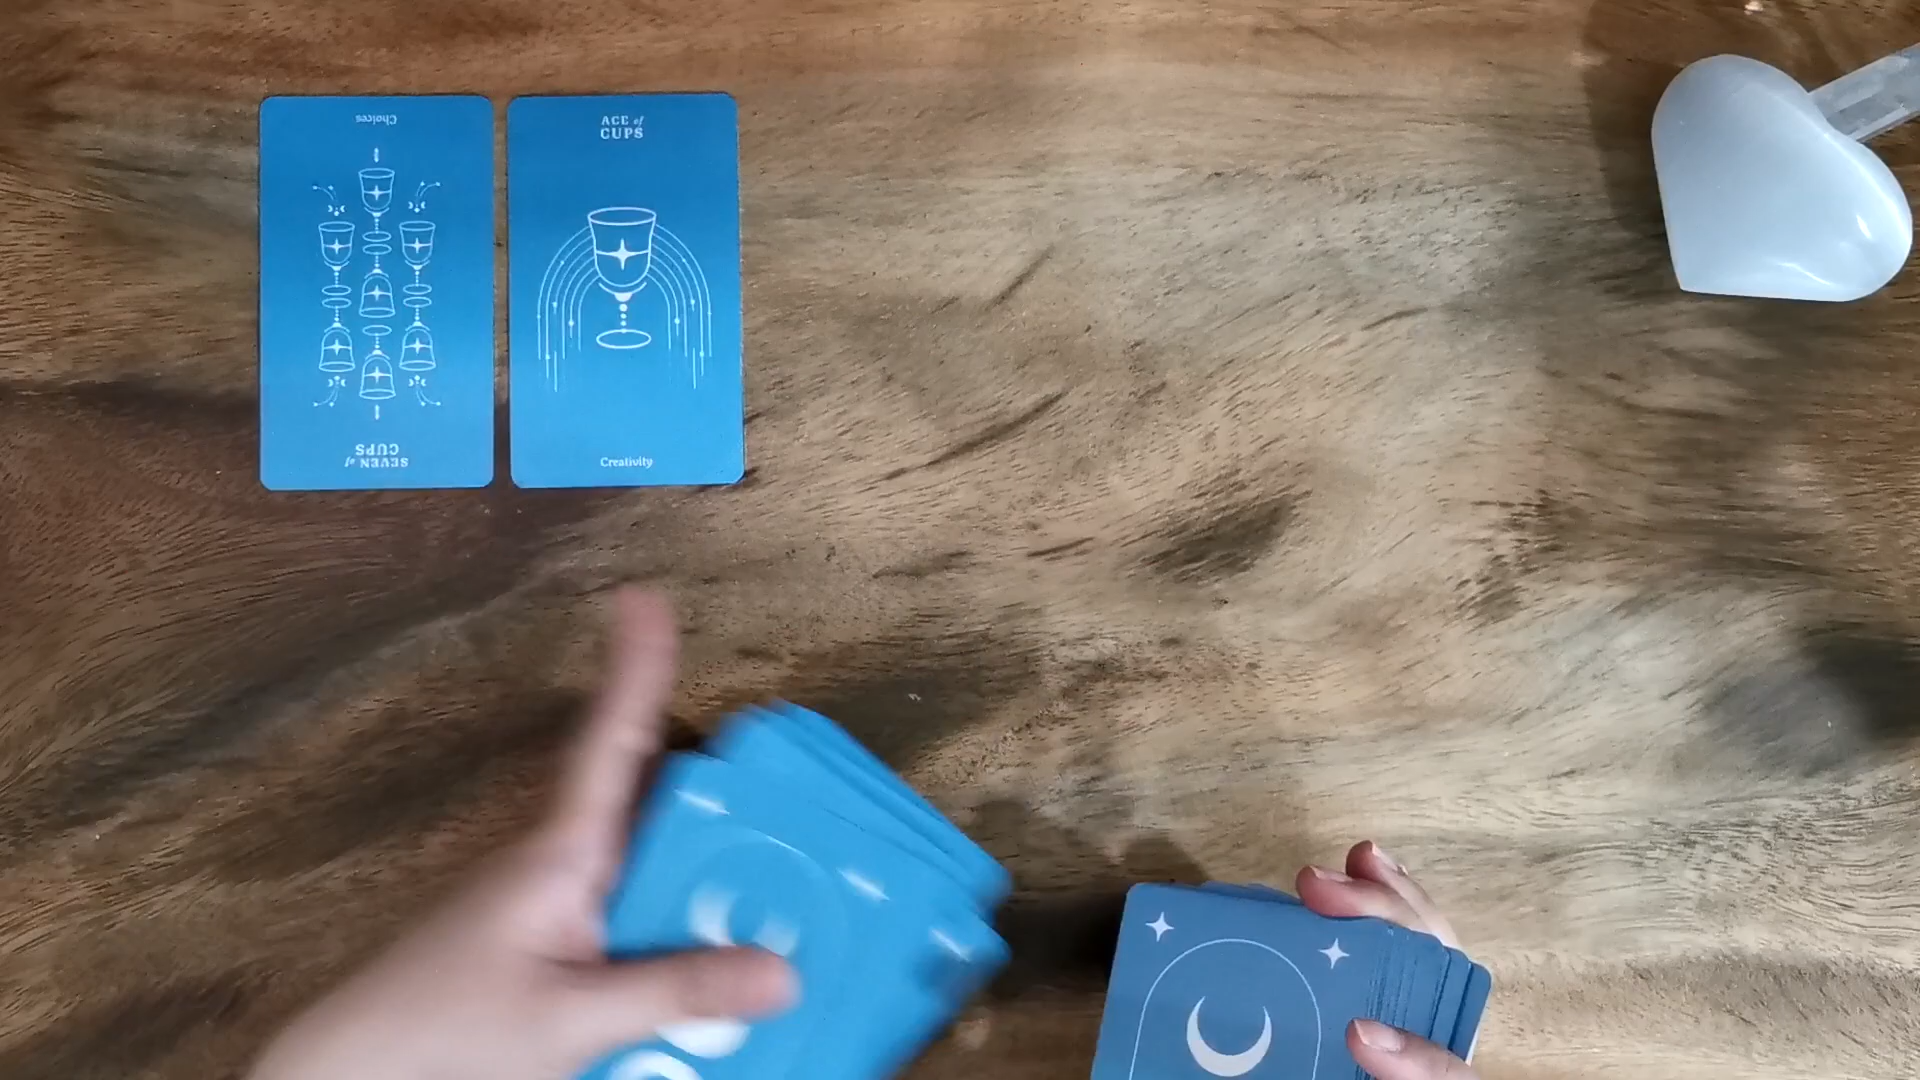 Choices
SEVEN of
CUPS
ACE of
CUPS
Creativity